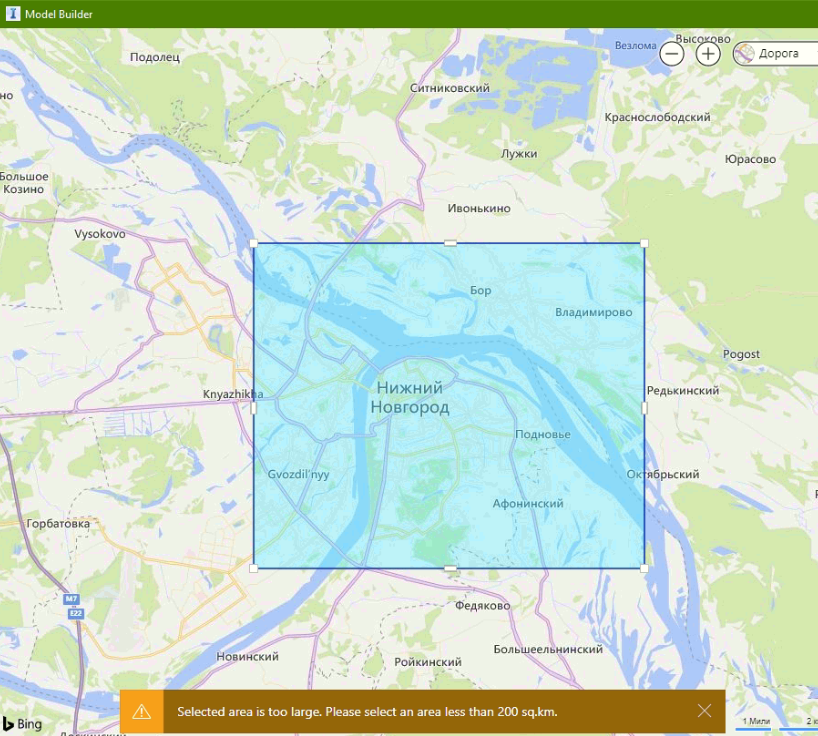 Model Builder
Подолец
Везлома
Высоково
Дорога
Ситниковский
Краснослободский
Лужки
Юрасово
Большое
Козино
Ивонькино
Vysokovo
Бор
Владимирово
Pogost
Knyazhikha
Нижний
Новгород
Редькинский
Подновье
Gvozdil'nyy
Октябрьский
Афонинский
Горбатовка
M7
E22
Федяково
Новинский
Ройкинский
Большеельнинский
Selected area is too large. Please select an area less than 200 sq.km.
Bing
1 Мили